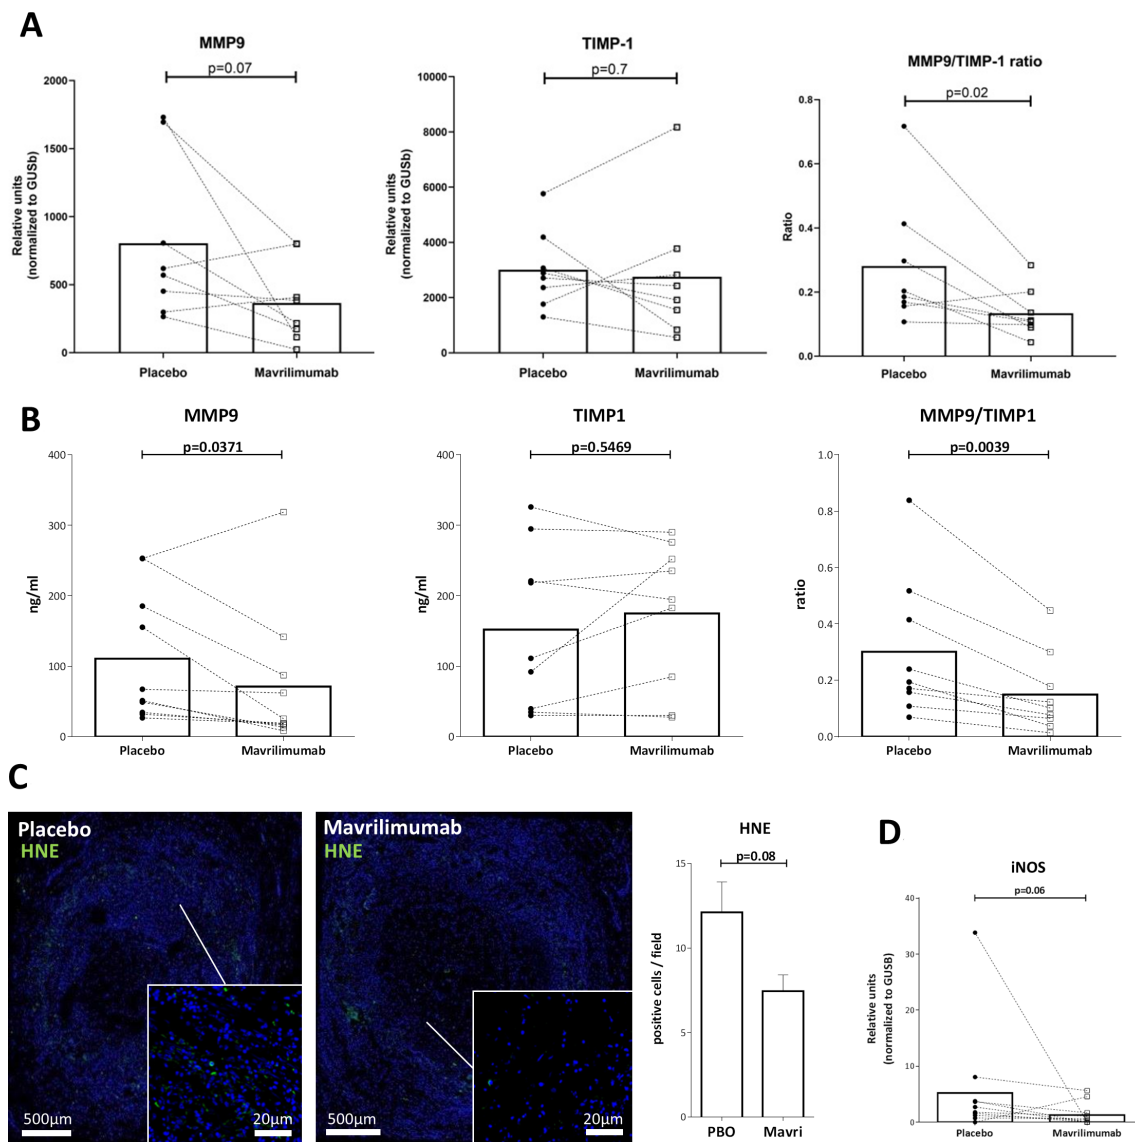 A
MMP9
p=0.07
Relative units
(normalized to GUSb)
2000
1500
1000
500
0
Placebo
Mavrilimumab
TIMP-1
p=0.7
Relative units
(normalized to GUSb)
10000
8000
6000
4000
2000
0
Placebo
Mavrilimumab
MMP9/TIMP-1 ratio
p=0.02
Ratio
0.8
0.6
0.4
0.2
0.0
Placebo
Mavrilimumab
B
MMP9
p=0.0371
ng/ml
400
300
200
100
0
Placebo
Mavrilimumab
TIMP1
p=0.5469
ng/ml
400
300
200
100
0
Placebo
Mavrilimumab
MMP9/TIMP1
p=0.0039
ratio
1.0
0.8
0.6
0.4
0.2
0.0
Placebo
Mavrilimumab
C
Placebo
HNE
500µm
20µm
Mavrilimumab
HNE
500µm
20µm
HNE
p=0.08
positive cells / field
15
10
5
0
PBO
Mavri
D
iNOS
p=0.06
Relative units
(normalized to GUSB)
40
30
20
10
0
Placebo
Mavrilimumab